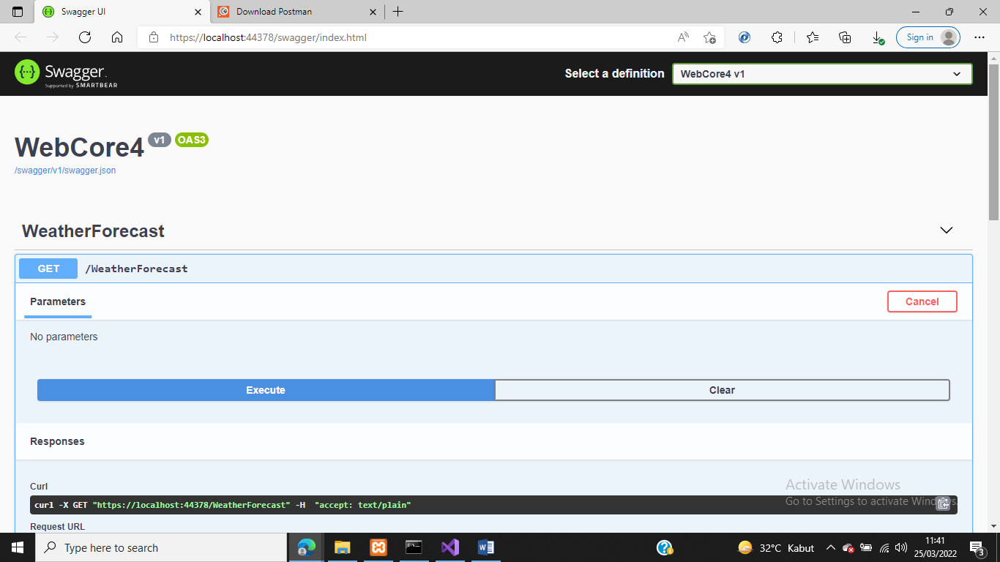 Swagger UI
Download Postman
https://localhost:44378/swagger/index.html
Sign in
Swagger.
Supported by SMARTBEAR
Select a definition
WebCore4 v1
WebCore4 v1 OAS3
/swagger/v1/swagger.json
WeatherForecast
GET /WeatherForecast
Parameters
Cancel
No parameters
Execute
Clear
Responses
Curl
curl -X GET "https://localhost:44378/WeatherForecast" -H  "accept: text/plain"
Request URL
Activate Windows
Go to Settings to activate Windows.
Type here to search
32°C Kabut
11:41
25/03/2022
3